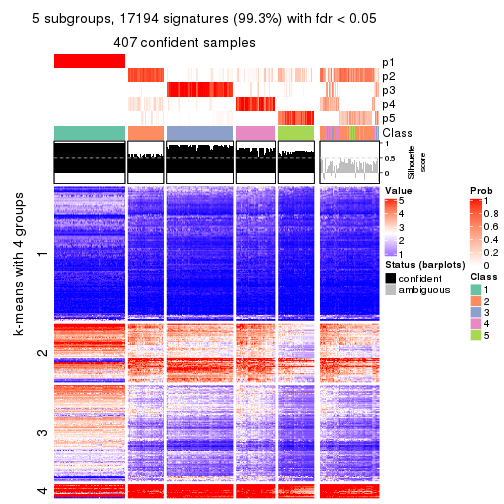 5 subgroups, 17194 signatures (99.3%) with fdr < 0.05
407 confident samples
p1
p2
p3
p4
p5
Class
1
0.5
0
Silhouette
score
k-means with 4 groups
1
2
3
4
Value
5
4
3
2
1
Status (barplots)
confident
ambiguous
Prob
1
0.8
0.6
0.4
0.2
0
Class
1
2
3
4
5